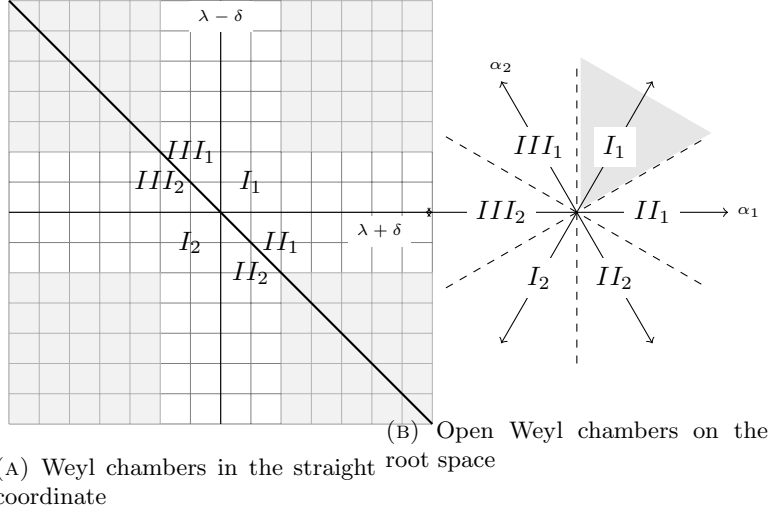 λ − δ
III₁
III₂
I₁
λ + δ
I₂
II₁
II₂
α₂
III₁
I₁
III₂
II₁
α₁
I₂
II₂
(A) Weyl chambers in the straight
coordinate
(B) Open Weyl chambers on the
root space